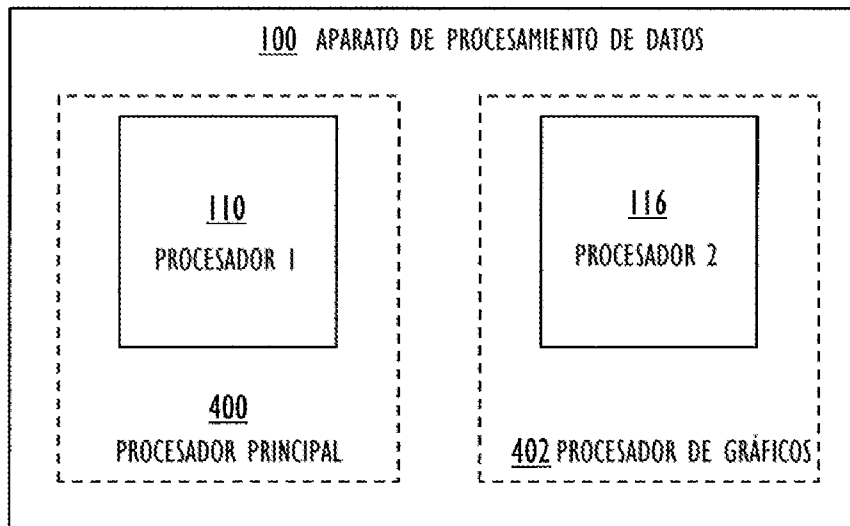 100 APARATO DE PROCESAMIENTO DE DATOS
110
PROCESADOR 1
400
PROCESADOR PRINCIPAL
116
PROCESADOR 2
402 PROCESADOR DE GRÁFICOS